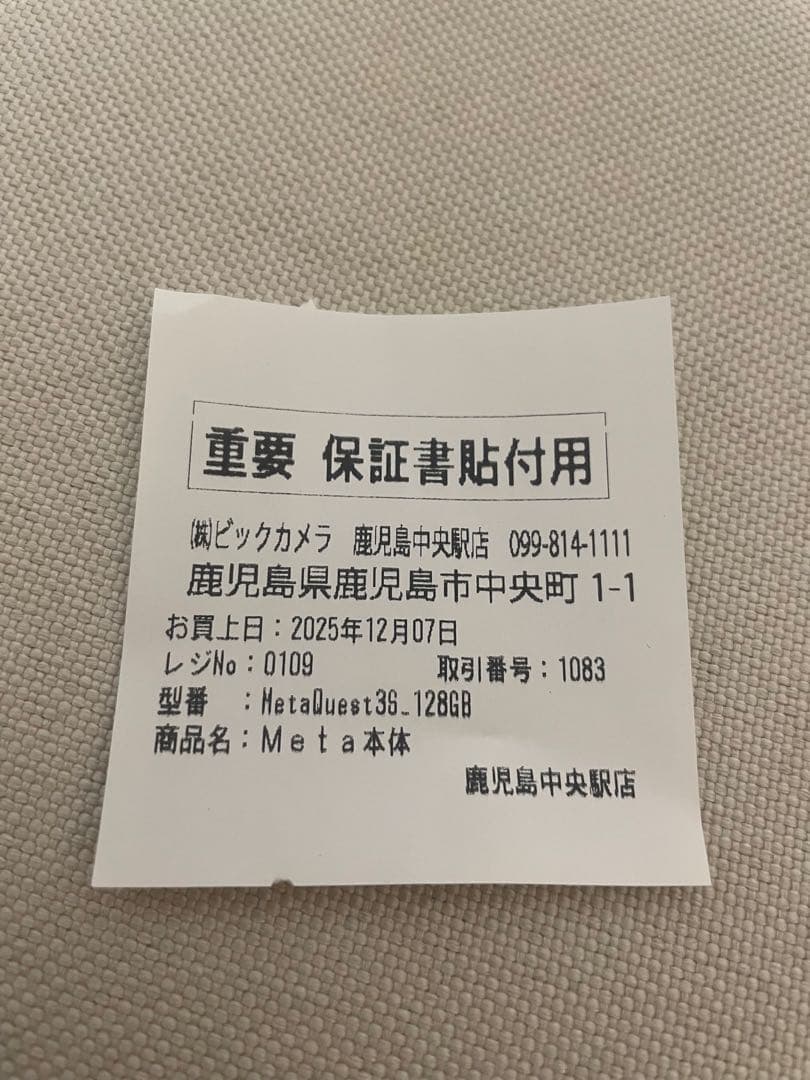 重要 保証書貼付用
㈱ビックカメラ 鹿児島中央駅店 099-814-1111
鹿児島県鹿児島市中央町1-1
お買上日：2025年12月07日
レジNo：0109 取引番号：1083
型番 ：MetaQuest3S_128GB
商品名：Meta本体
鹿児島中央駅店